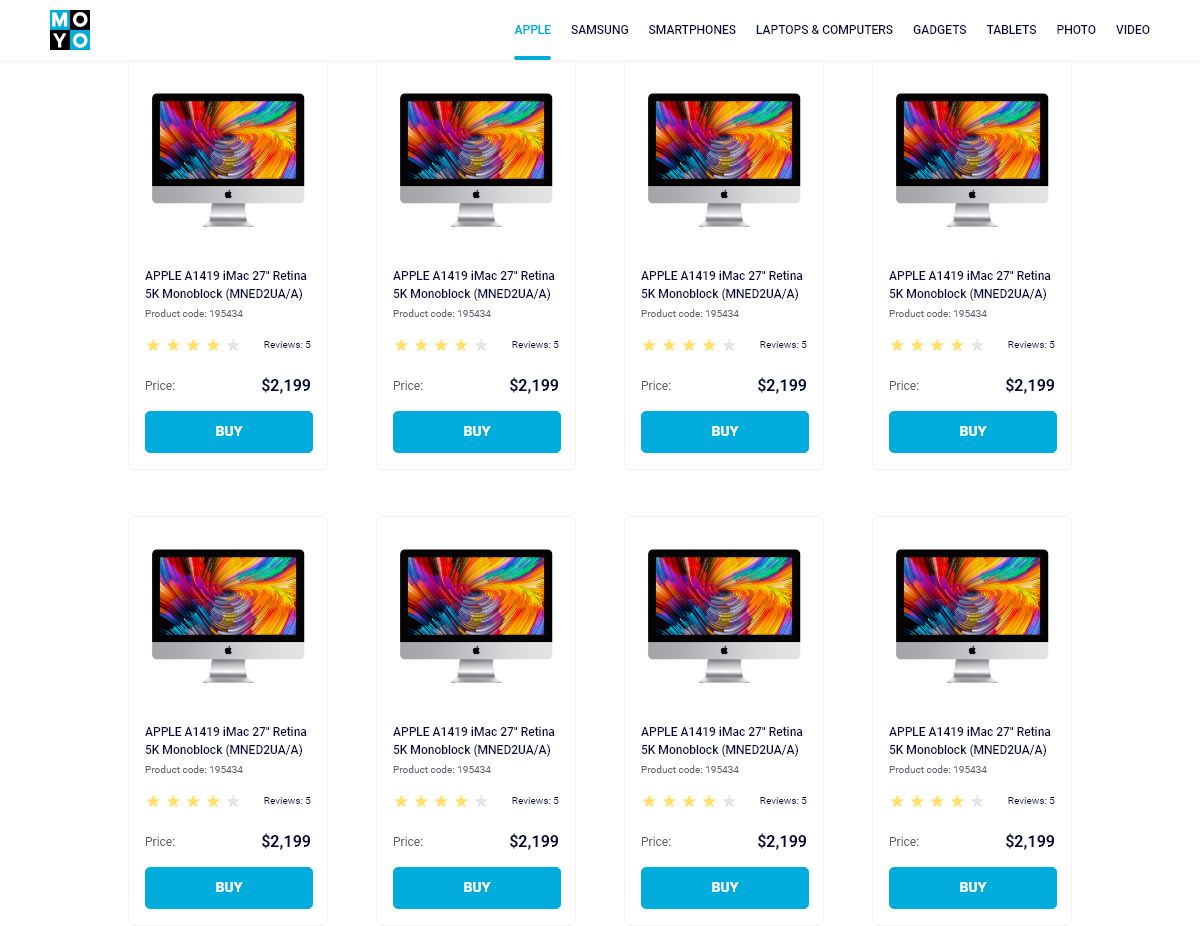 MO
YO
APPLE SAMSUNG SMARTPHONES LAPTOPS & COMPUTERS GADGETS TABLETS PHOTO VIDEO
APPLE A1419 iMac 27" Retina
5K Monoblock (MNED2UA/A)
Product code: 195434
Reviews: 5
Price: $2,199
BUY
APPLE A1419 iMac 27" Retina
5K Monoblock (MNED2UA/A)
Product code: 195434
Reviews: 5
Price: $2,199
BUY
APPLE A1419 iMac 27" Retina
5K Monoblock (MNED2UA/A)
Product code: 195434
Reviews: 5
Price: $2,199
BUY
APPLE A1419 iMac 27" Retina
5K Monoblock (MNED2UA/A)
Product code: 195434
Reviews: 5
Price: $2,199
BUY
APPLE A1419 iMac 27" Retina
5K Monoblock (MNED2UA/A)
Product code: 195434
Reviews: 5
Price: $2,199
BUY
APPLE A1419 iMac 27" Retina
5K Monoblock (MNED2UA/A)
Product code: 195434
Reviews: 5
Price: $2,199
BUY
APPLE A1419 iMac 27" Retina
5K Monoblock (MNED2UA/A)
Product code: 195434
Reviews: 5
Price: $2,199
BUY
APPLE A1419 iMac 27" Retina
5K Monoblock (MNED2UA/A)
Product code: 195434
Reviews: 5
Price: $2,199
BUY